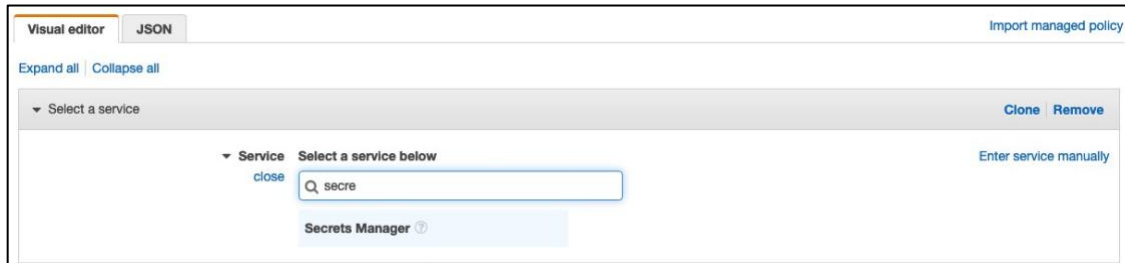 Visual editor JSON Import managed policy
Expand all Collapse all
Select a service Clone Remove
Service Select a service below Enter service manually
close secre
Secrets Manager